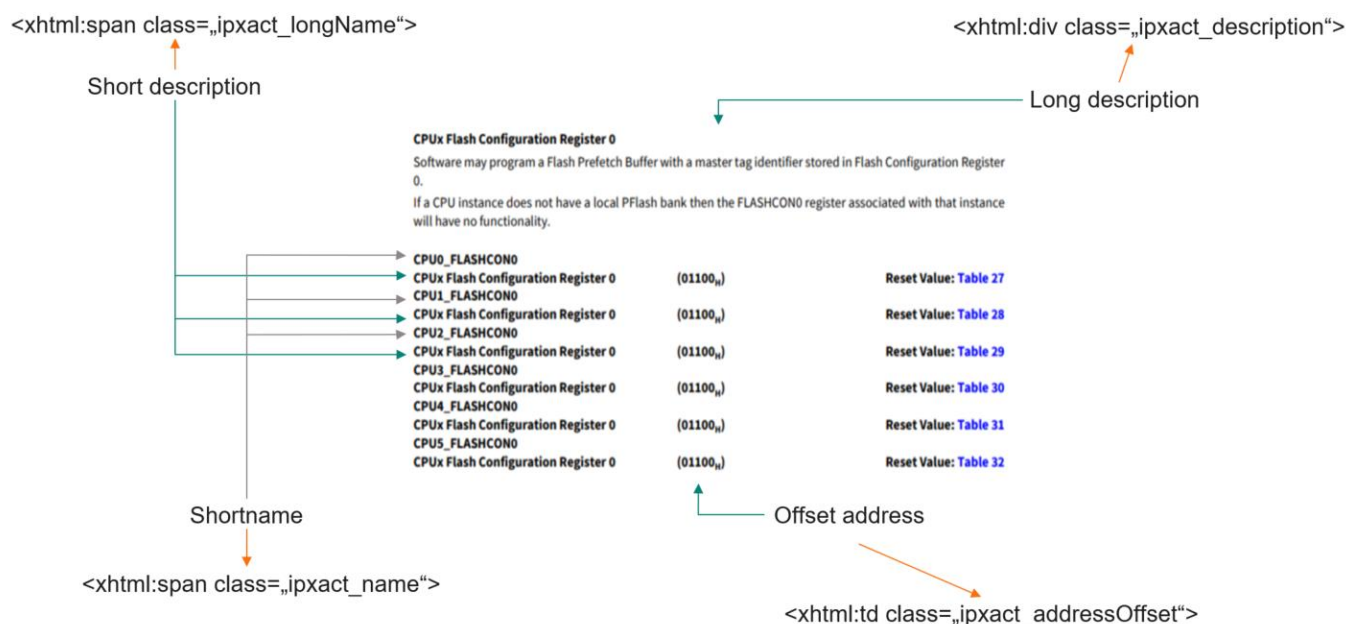 <xhtml:span class=„ipxact_longName“>
<xhtml:div class=„ipxact_description“>
Short description
Long description
CPUx Flash Configuration Register 0
Software may program a Flash Prefetch Buffer with a master tag identifier stored in Flash Configuration Register
0.
If a CPU instance does not have a local PFlash bank then the FLASHCON0 register associated with that instance
will have no functionality.
CPU0_FLASHCON0
CPUx Flash Configuration Register 0 (01100H) Reset Value: Table 27
CPU1_FLASHCON0
CPUx Flash Configuration Register 0 (01100H) Reset Value: Table 28
CPU2_FLASHCON0
CPUx Flash Configuration Register 0 (01100H) Reset Value: Table 29
CPU3_FLASHCON0
CPUx Flash Configuration Register 0 (01100H) Reset Value: Table 30
CPU4_FLASHCON0
CPUx Flash Configuration Register 0 (01100H) Reset Value: Table 31
CPU5_FLASHCON0
CPUx Flash Configuration Register 0 (01100H) Reset Value: Table 32
Shortname
Offset address
<xhtml:span class=„ipxact_name“>
<xhtml:td class=„ipxact_addressOffset“>